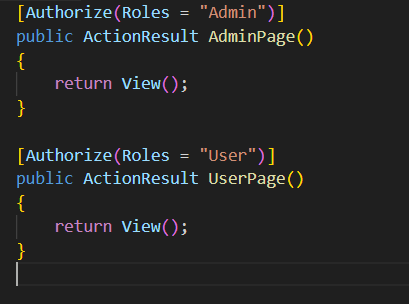 [Authorize(Roles = "Admin")]
public ActionResult AdminPage()
{
    return View();
}

[Authorize(Roles = "User")]
public ActionResult UserPage()
{
    return View();
}